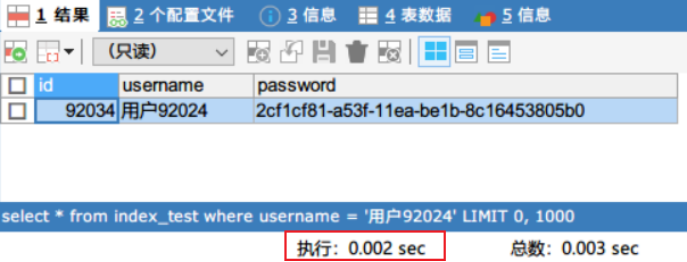 1 结果 2 个配置文件 3 信息 4 表数据 5 信息
(只读)
id username password
92034 用户92024 2cf1cf81-a53f-11ea-be1b-8c16453805b0
select * from index_test where username = '用户92024' LIMIT 0, 1000
执行: 0.002 sec 总数: 0.003 sec